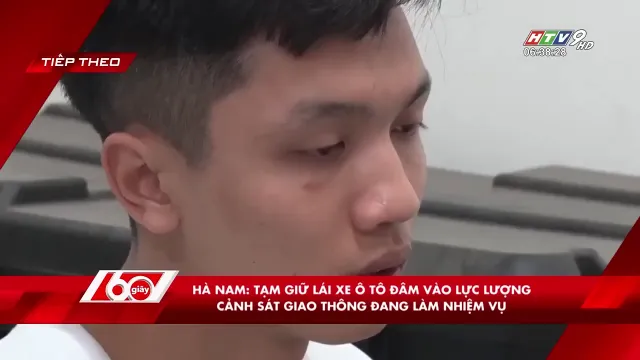 TIẾP THEO
HTV9 HD
06:38:28
60 giây
HÀ NAM: TẠM GIỮ LÁI XE Ô TÔ ĐÂM VÀO LỰC LƯỢNG
CẢNH SÁT GIAO THÔNG ĐANG LÀM NHIỆM VỤ